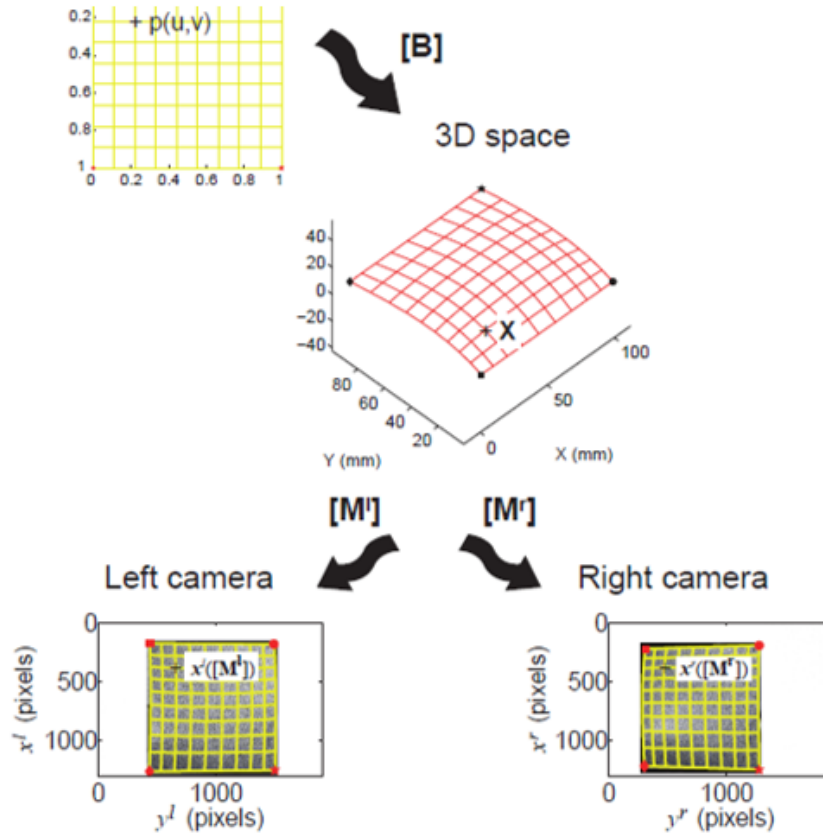 0.2
+ p(u,v)
0.4
0.6
0.8
1
0 0.2 0.4 0.6 0.8 1
[B]
3D space
40
20
0
−20
−40
X
80
60
40
20
Y (mm)
0
50
100
X (mm)
[Mˡ] [Mʳ]
Left camera
0
500
1000
xˡ (pixels)
xˡ([Mˡ])
0 1000
yˡ (pixels)
Right camera
0
500
1000
xʳ (pixels)
xʳ([Mʳ])
0 1000
yʳ (pixels)